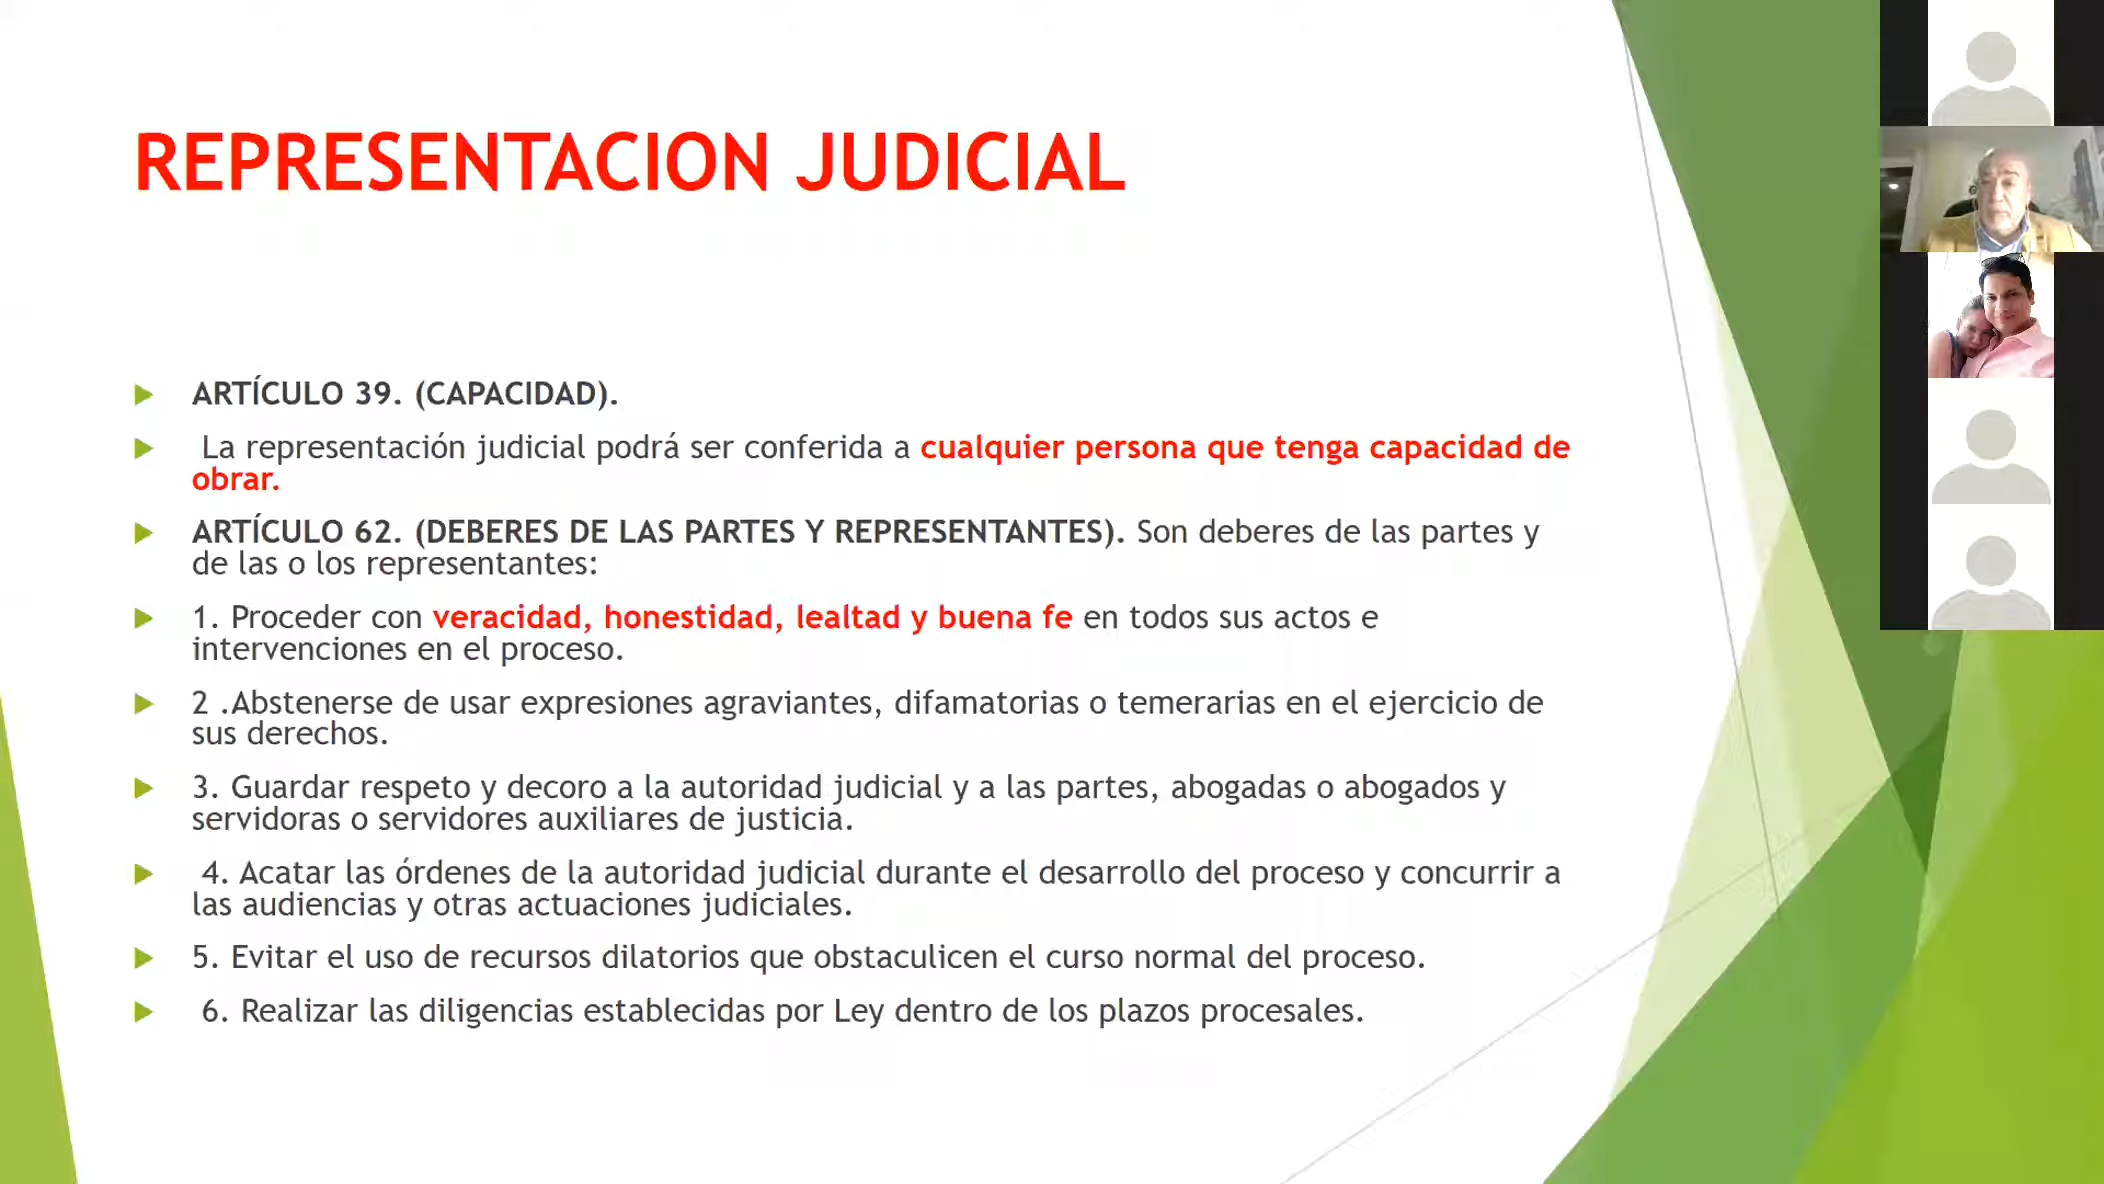 REPRESENTACION JUDICIAL
ARTÍCULO 39. (CAPACIDAD).
La representación judicial podrá ser conferida a cualquier persona que tenga capacidad de
obrar.
ARTÍCULO 62. (DEBERES DE LAS PARTES Y REPRESENTANTES). Son deberes de las partes y
de las o los representantes:
1. Proceder con veracidad, honestidad, lealtad y buena fe en todos sus actos e
intervenciones en el proceso.
2 .Abstenerse de usar expresiones agraviantes, difamatorias o temerarias en el ejercicio de
sus derechos.
3. Guardar respeto y decoro a la autoridad judicial y a las partes, abogadas o abogados y
servidoras o servidores auxiliares de justicia.
4. Acatar las órdenes de la autoridad judicial durante el desarrollo del proceso y concurrir a
las audiencias y otras actuaciones judiciales.
5. Evitar el uso de recursos dilatorios que obstaculicen el curso normal del proceso.
6. Realizar las diligencias establecidas por Ley dentro de los plazos procesales.